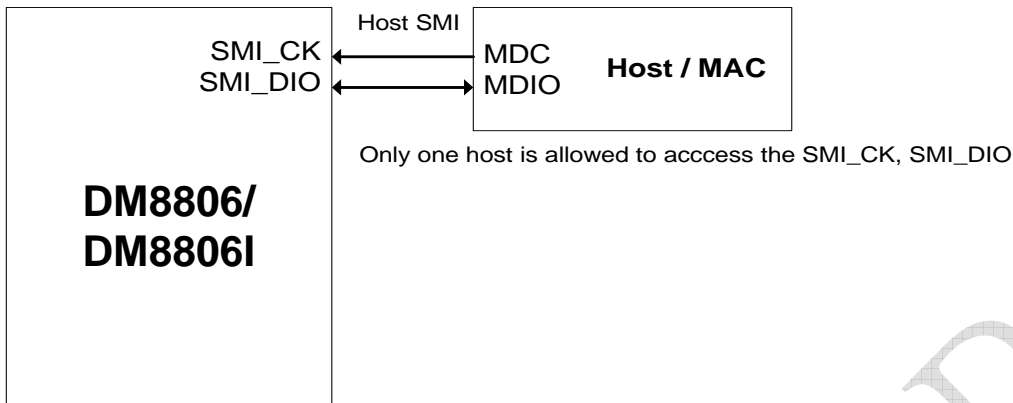 Host SMI
SMI_CK
SMI_DIO
MDC
MDIO
Host / MAC
Only one host is allowed to acccess the SMI_CK, SMI_DIO
DM8806/
DM8806I